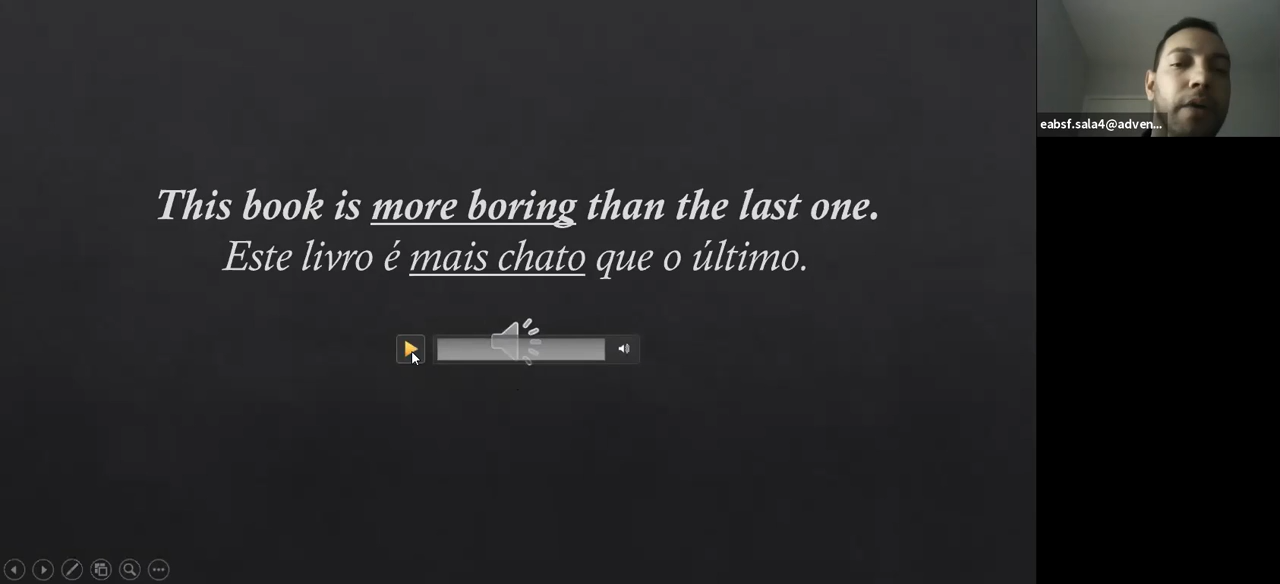 This book is more boring than the last one.
Este livro é mais chato que o último.
eabsf.sala4@adven...